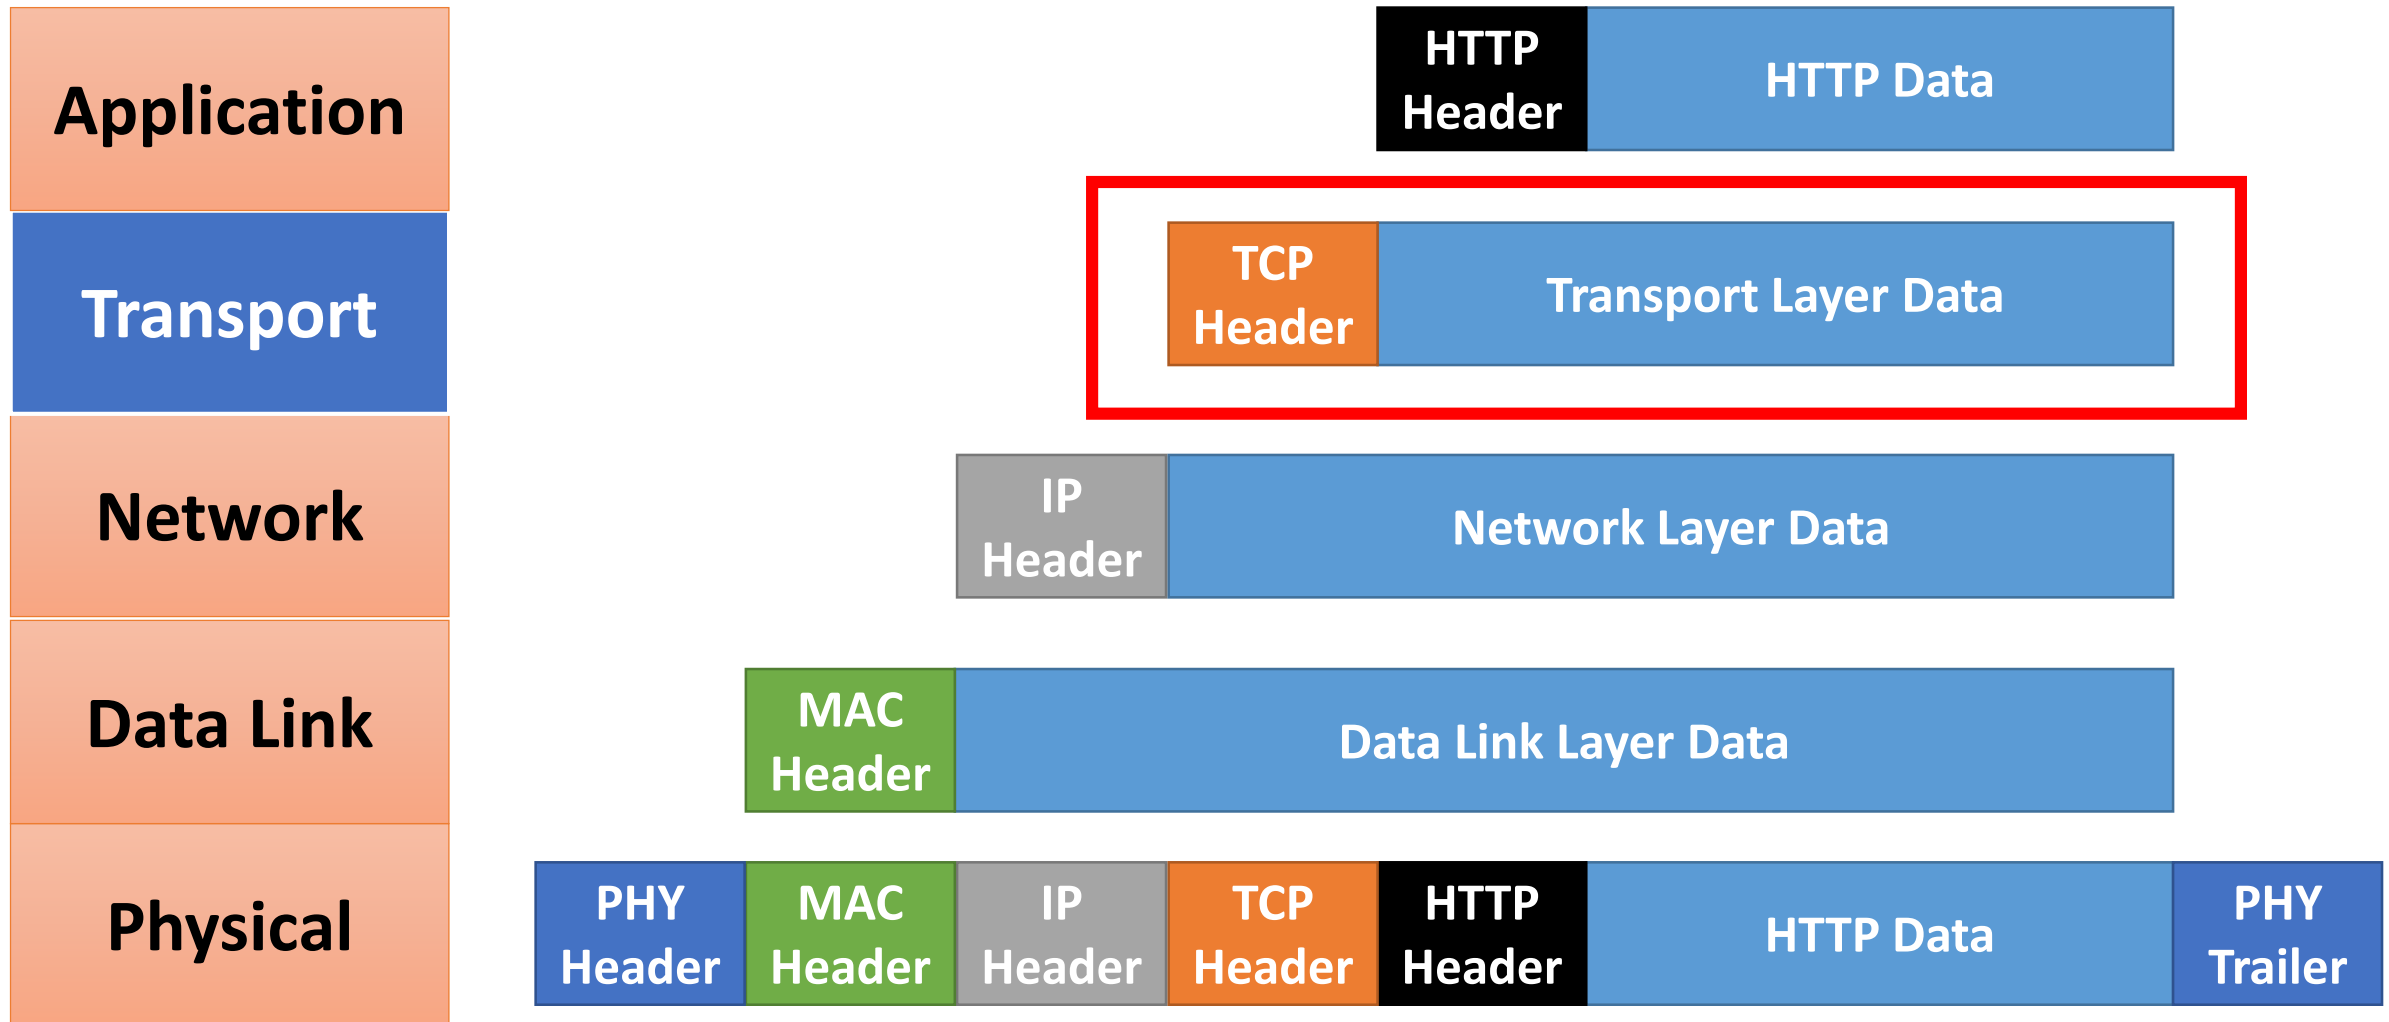 Application
HTTP
Header
HTTP Data
Transport
TCP
Header
Transport Layer Data
Network
IP
Header
Network Layer Data
Data Link
MAC
Header
Data Link Layer Data
Physical
PHY
Header
MAC
Header
IP
Header
TCP
Header
HTTP
Header
HTTP Data
PHY
Trailer